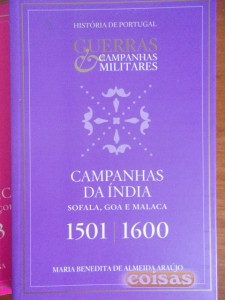 HISTÓRIA DE PORTUGAL
GUERRAS
& CAMPANHAS
MILITARES
CAMPANHAS
DA ÍNDIA
SOFALA, GOA E MALACA
1501 | 1600
MARIA BENEDITA DE ALMEIDA ARAÚJO
coisas